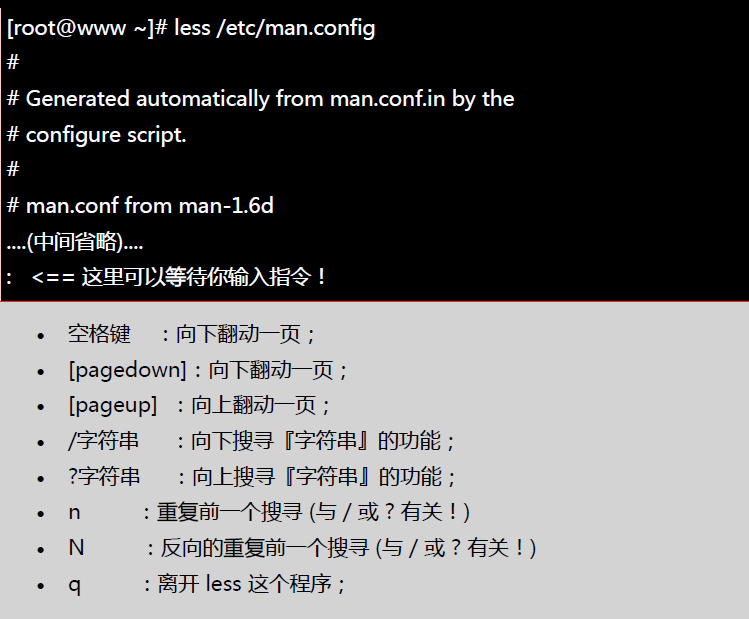 [root@www ~]# less /etc/man.config
#
# Generated automatically from man.conf.in by the
# configure script.
#
# man.conf from man-1.6d
....(中间省略)....
:   <== 这里可以等待你输入指令！
• 空格键    ：向下翻动一页；
• [pagedown]：向下翻动一页；
• [pageup]  ：向上翻动一页；
• /字符串    ：向下搜寻『字符串』的功能；
• ?字符串    ：向上搜寻『字符串』的功能；
• n        ：重复前一个搜寻 (与 / 或 ? 有关！)
• N        ：反向的重复前一个搜寻 (与 / 或 ? 有关！)
• q        ：离开 less 这个程序；